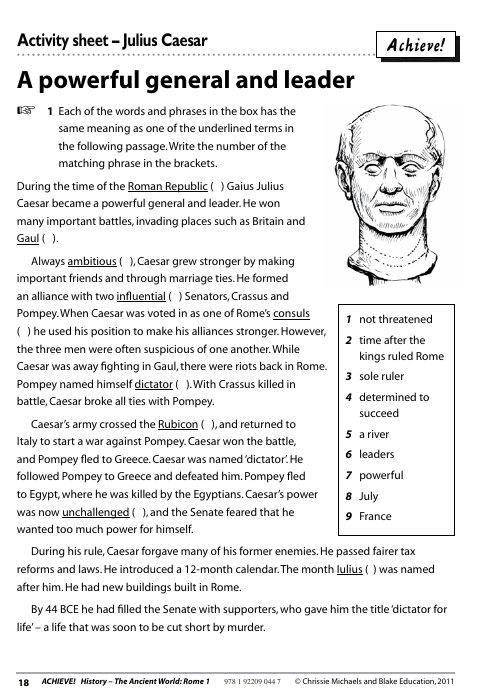 Activity sheet – Julius Caesar
Achieve!
A powerful general and leader
☞ 1 Each of the words and phrases in the box has the
same meaning as one of the underlined terms in
the following passage. Write the number of the
matching phrase in the brackets.
During the time of the Roman Republic ( ) Gaius Julius
Caesar became a powerful general and leader. He won
many important battles, invading places such as Britain and
Gaul ( ).
Always ambitious ( ), Caesar grew stronger by making
important friends and through marriage ties. He formed
an alliance with two influential ( ) Senators, Crassus and
Pompey. When Caesar was voted in as one of Rome's consuls
( ) he used his position to make his alliances stronger. However,
the three men were often suspicious of one another. While
Caesar was away fighting in Gaul, there were riots back in Rome.
Pompey named himself dictator ( ). With Crassus killed in
battle, Caesar broke all ties with Pompey.
Caesar's army crossed the Rubicon ( ), and returned to
Italy to start a war against Pompey. Caesar won the battle,
and Pompey fled to Greece. Caesar was named 'dictator'. He
followed Pompey to Greece and defeated him. Pompey fled
to Egypt, where he was killed by the Egyptians. Caesar's power
was now unchallenged ( ), and the Senate feared that he
wanted too much power for himself.
1 not threatened
2 time after the
kings ruled Rome
3 sole ruler
4 determined to
succeed
5 a river
6 leaders
7 powerful
8 July
9 France
During his rule, Caesar forgave many of his former enemies. He passed fairer tax
reforms and laws. He introduced a 12-month calendar. The month Iulius ( ) was named
after him. He had new buildings built in Rome.
By 44 BCE he had filled the Senate with supporters, who gave him the title 'dictator for
life' – a life that was soon to be cut short by murder.
18 ACHIEVE! History – The Ancient World: Rome 1 978 1 92209 044 7 © Chrissie Michaels and Blake Education, 2011